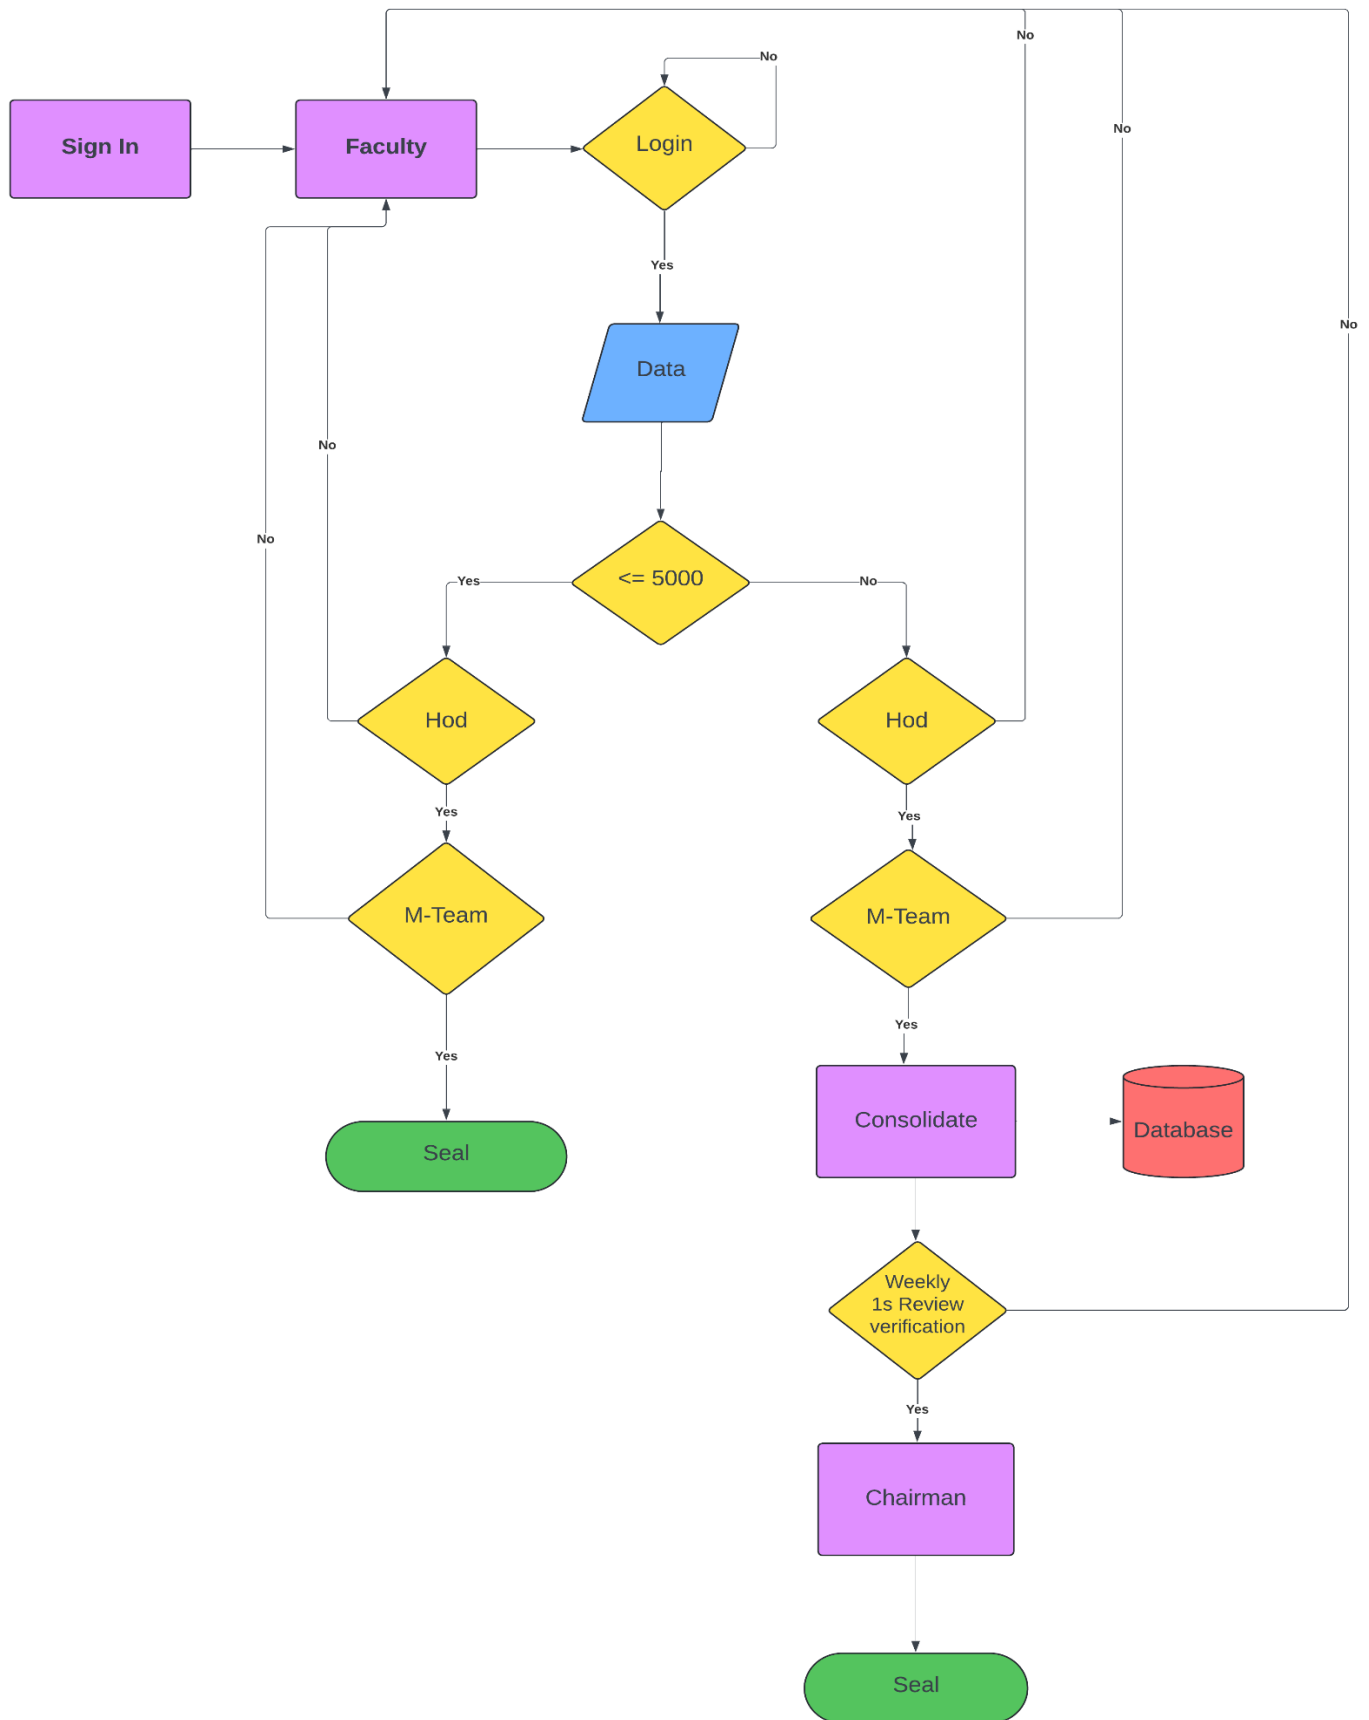 No
No
Sign In
Faculty
Login
No
Yes
No
Data
No
No
Yes
<= 5000
No
Hod
Hod
Yes
Yes
M-Team
M-Team
Yes
Yes
Consolidate
Database
Seal
Weekly
1s Review
verification
Yes
Chairman
Seal